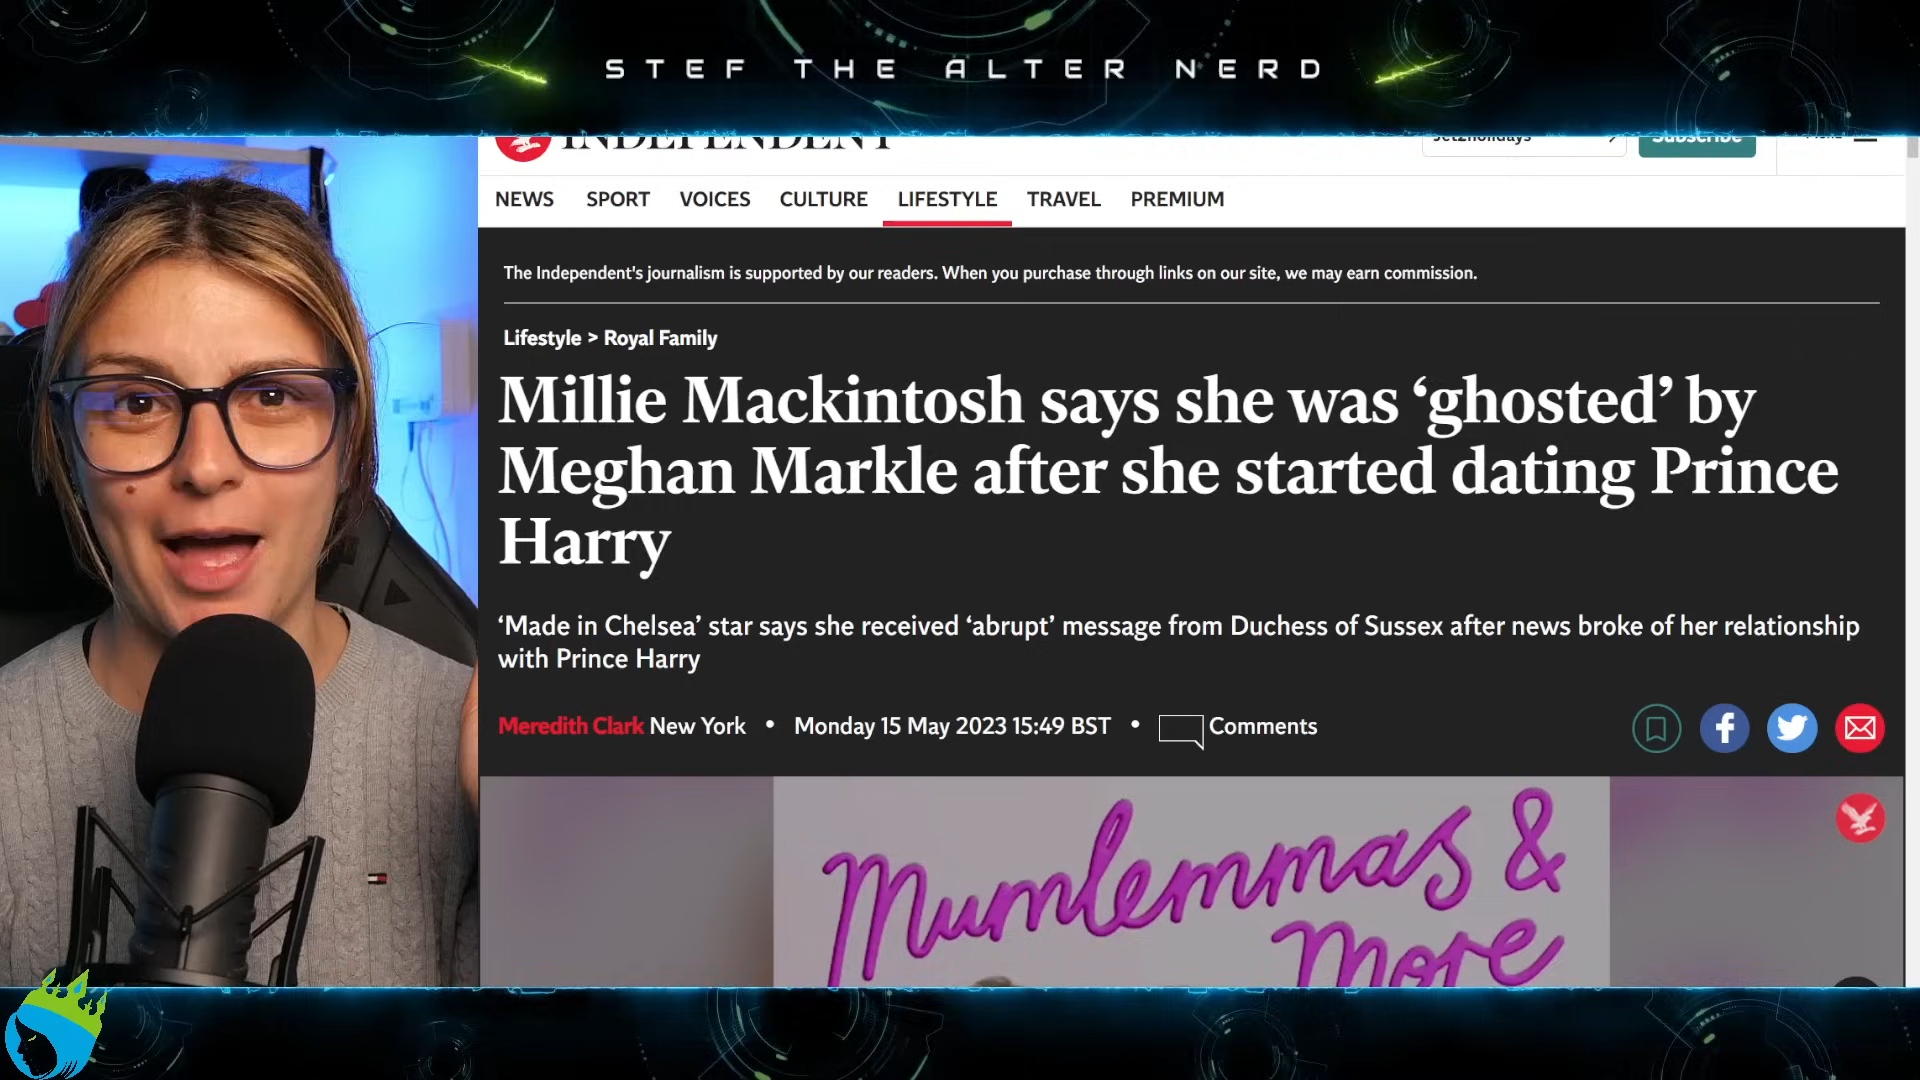 STEF THE ALTER NERD
INDEPENDENT
Jet2holidays
Subscribe
NEWS SPORT VOICES CULTURE LIFESTYLE TRAVEL PREMIUM
The Independent's journalism is supported by our readers. When you purchase through links on our site, we may earn commission.
Lifestyle > Royal Family
Millie Mackintosh says she was ‘ghosted’ by
Meghan Markle after she started dating Prince
Harry
‘Made in Chelsea’ star says she received ‘abrupt’ message from Duchess of Sussex after news broke of her relationship
with Prince Harry
Meredith Clark New York • Monday 15 May 2023 15:49 BST • Comments
Mumlemmas &
More